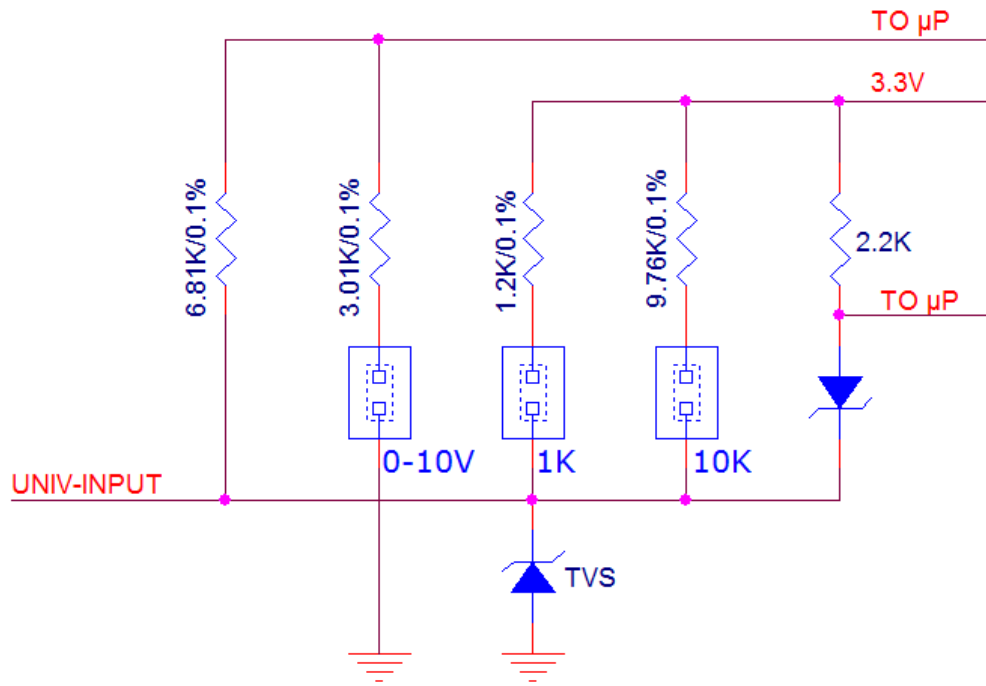 TO µP
3.3V
6.81K/0.1%
3.01K/0.1%
1.2K/0.1%
9.76K/0.1%
2.2K
TO µP
0-10V
1K
10K
UNIV-INPUT
TVS